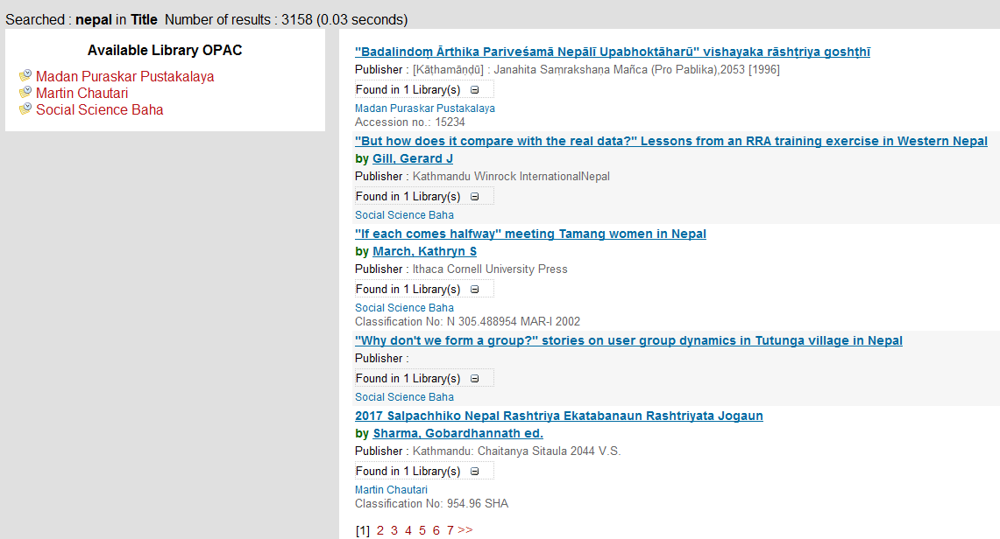 Searched : nepal in Title Number of results : 3158 (0.03 seconds)
Available Library OPAC
Madan Puraskar Pustakalaya
Martin Chautari
Social Science Baha
"Badalindom Ārthika Pariveśamā Nepālī Upabhoktāharū" vishayaka rāshṭriya goshṭhī
Publisher : [Kāṭhamāṇḍū] : Janahita Saṃrakshaṇa Mañca (Pro Pablika),2053 [1996]
Found in 1 Library(s)
Madan Puraskar Pustakalaya
Accession no.: 15234
"But how does it compare with the real data?" Lessons from an RRA training exercise in Western Nepal
by Gill, Gerard J
Publisher : Kathmandu Winrock InternationalNepal
Found in 1 Library(s)
Social Science Baha
"If each comes halfway" meeting Tamang women in Nepal
by March, Kathryn S
Publisher : Ithaca Cornell University Press
Found in 1 Library(s)
Social Science Baha
Classification No: N 305.488954 MAR-I 2002
"Why don't we form a group?" stories on user group dynamics in Tutunga village in Nepal
Publisher :
Found in 1 Library(s)
Social Science Baha
2017 Salpachhiko Nepal Rashtriya Ekatabanaun Rashtriyata Jogaun
by Sharma, Gobardhannath ed.
Publisher : Kathmandu: Chaitanya Sitaula 2044 V.S.
Found in 1 Library(s)
Martin Chautari
Classification No: 954.96 SHA
[1] 2 3 4 5 6 7 >>